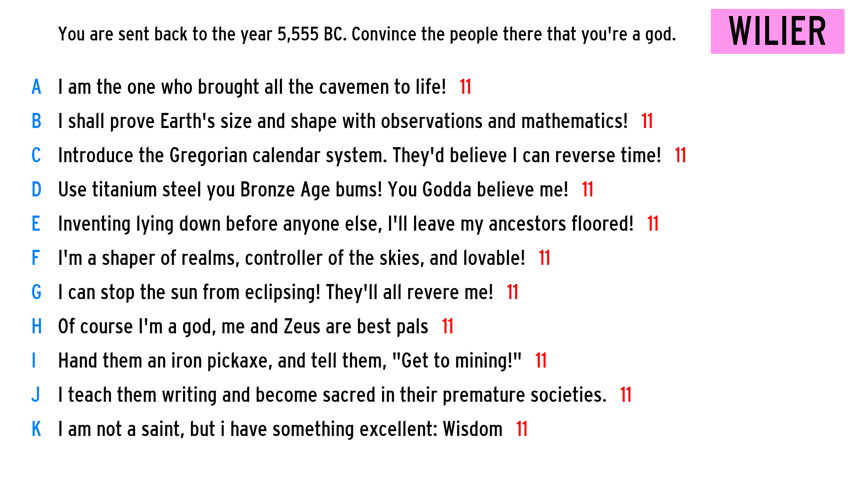 You are sent back to the year 5,555 BC. Convince the people there that you're a god.
WILIER
A I am the one who brought all the cavemen to life! 11
B I shall prove Earth's size and shape with observations and mathematics! 11
C Introduce the Gregorian calendar system. They'd believe I can reverse time! 11
D Use titanium steel you Bronze Age bums! You Godda believe me! 11
E Inventing lying down before anyone else, I'll leave my ancestors floored! 11
F I'm a shaper of realms, controller of the skies, and lovable! 11
G I can stop the sun from eclipsing! They'll all revere me! 11
H Of course I'm a god, me and Zeus are best pals 11
I Hand them an iron pickaxe, and tell them, "Get to mining!" 11
J I teach them writing and become sacred in their premature societies. 11
K I am not a saint, but i have something excellent: Wisdom 11